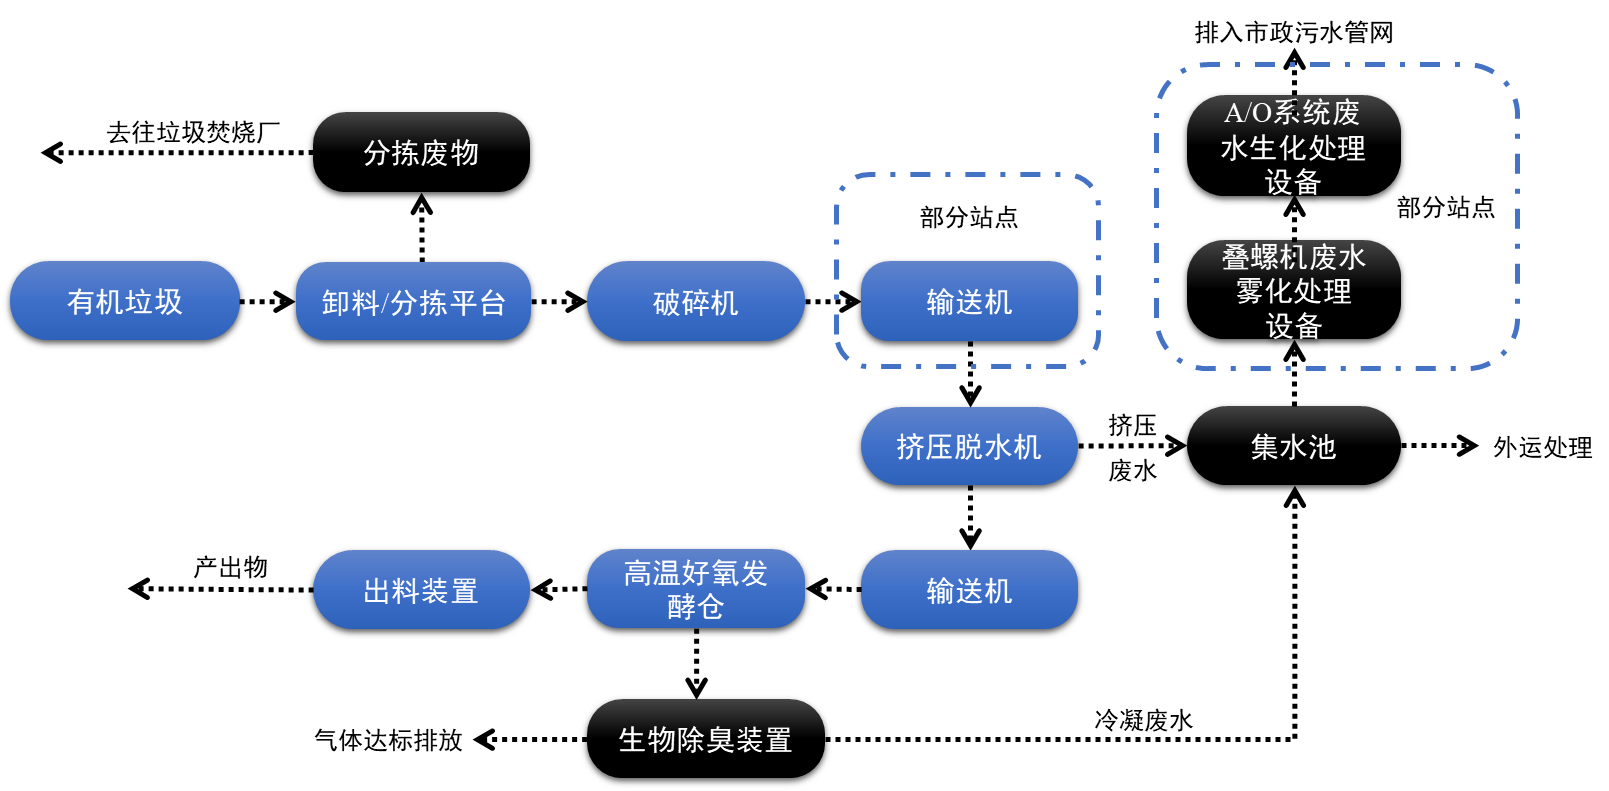 排入市政污水管网
A/O系统废
水生化处理
设备
去往垃圾焚烧厂
分拣废物
部分站点
部分站点
叠螺机废水
雾化处理
设备
有机垃圾
卸料/分拣平台
破碎机
输送机
挤压脱水机
挤压
废水
集水池
外运处理
产出物
出料装置
高温好氧发
酵仓
输送机
气体达标排放
生物除臭装置
冷凝废水